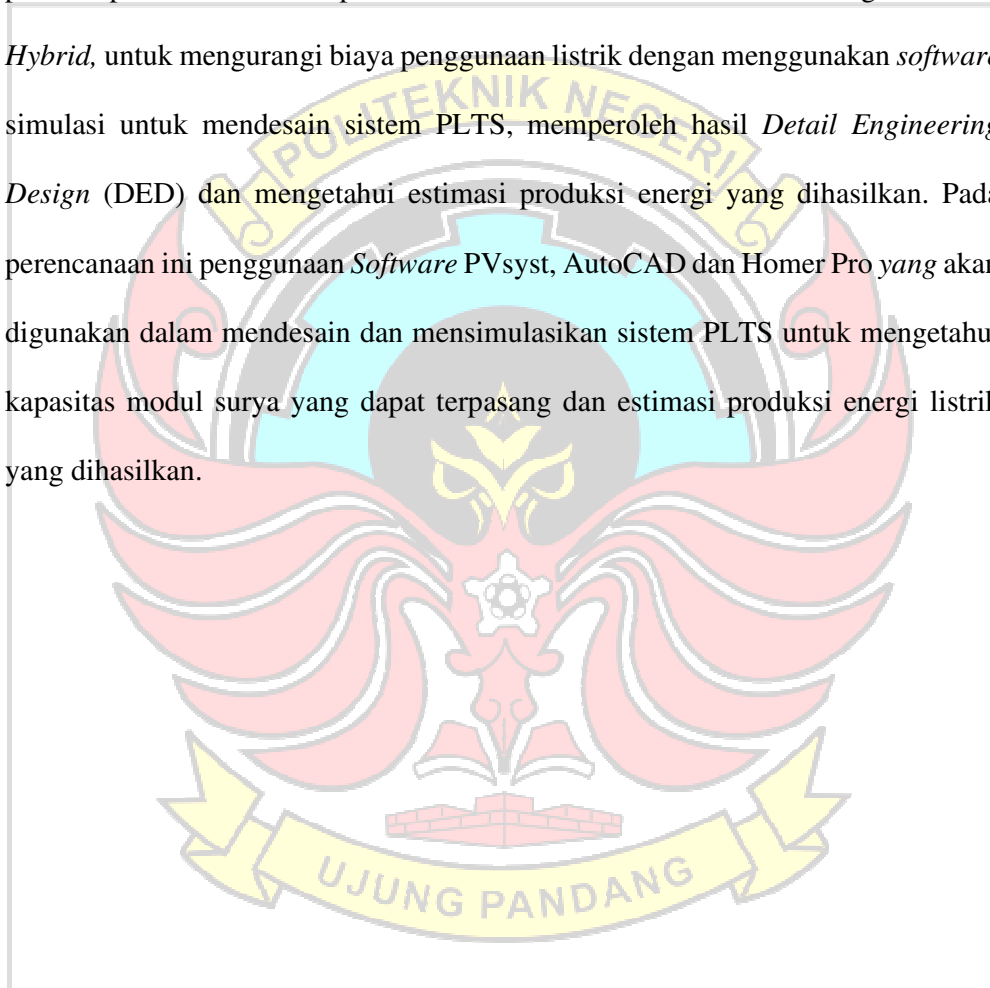 Hybrid, untuk mengurangi biaya penggunaan listrik dengan menggunakan software
simulasi untuk mendesain sistem PLTS, memperoleh hasil Detail Engineering
Design (DED) dan mengetahui estimasi produksi energi yang dihasilkan. Pada
perencanaan ini penggunaan Software PVsyst, AutoCAD dan Homer Pro yang akan
digunakan dalam mendesain dan mensimulasikan sistem PLTS untuk mengetahui
kapasitas modul surya yang dapat terpasang dan estimasi produksi energi listrik
yang dihasilkan.
POLITEKNIK NEGERI
UJUNG PANDANG